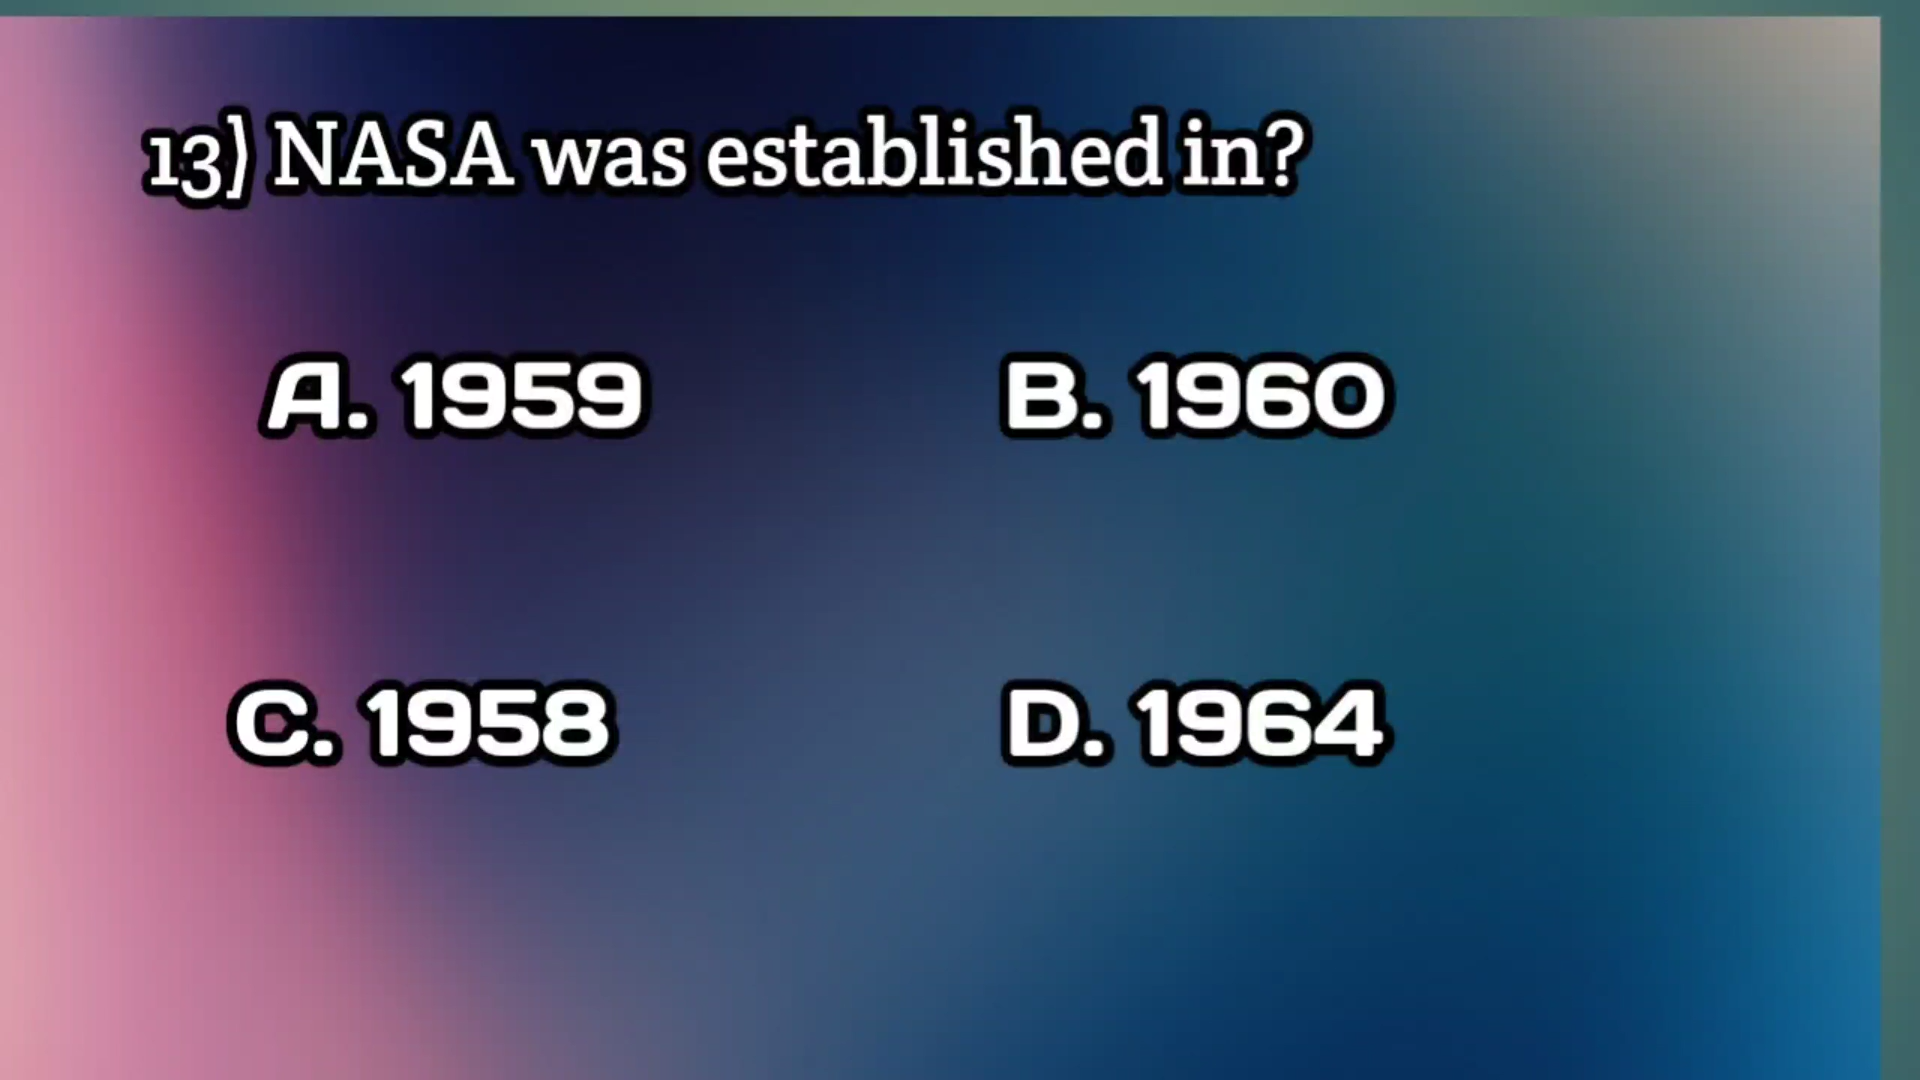 13) NASA was established in?
A. 1959
B. 1960
C. 1958
D. 1964